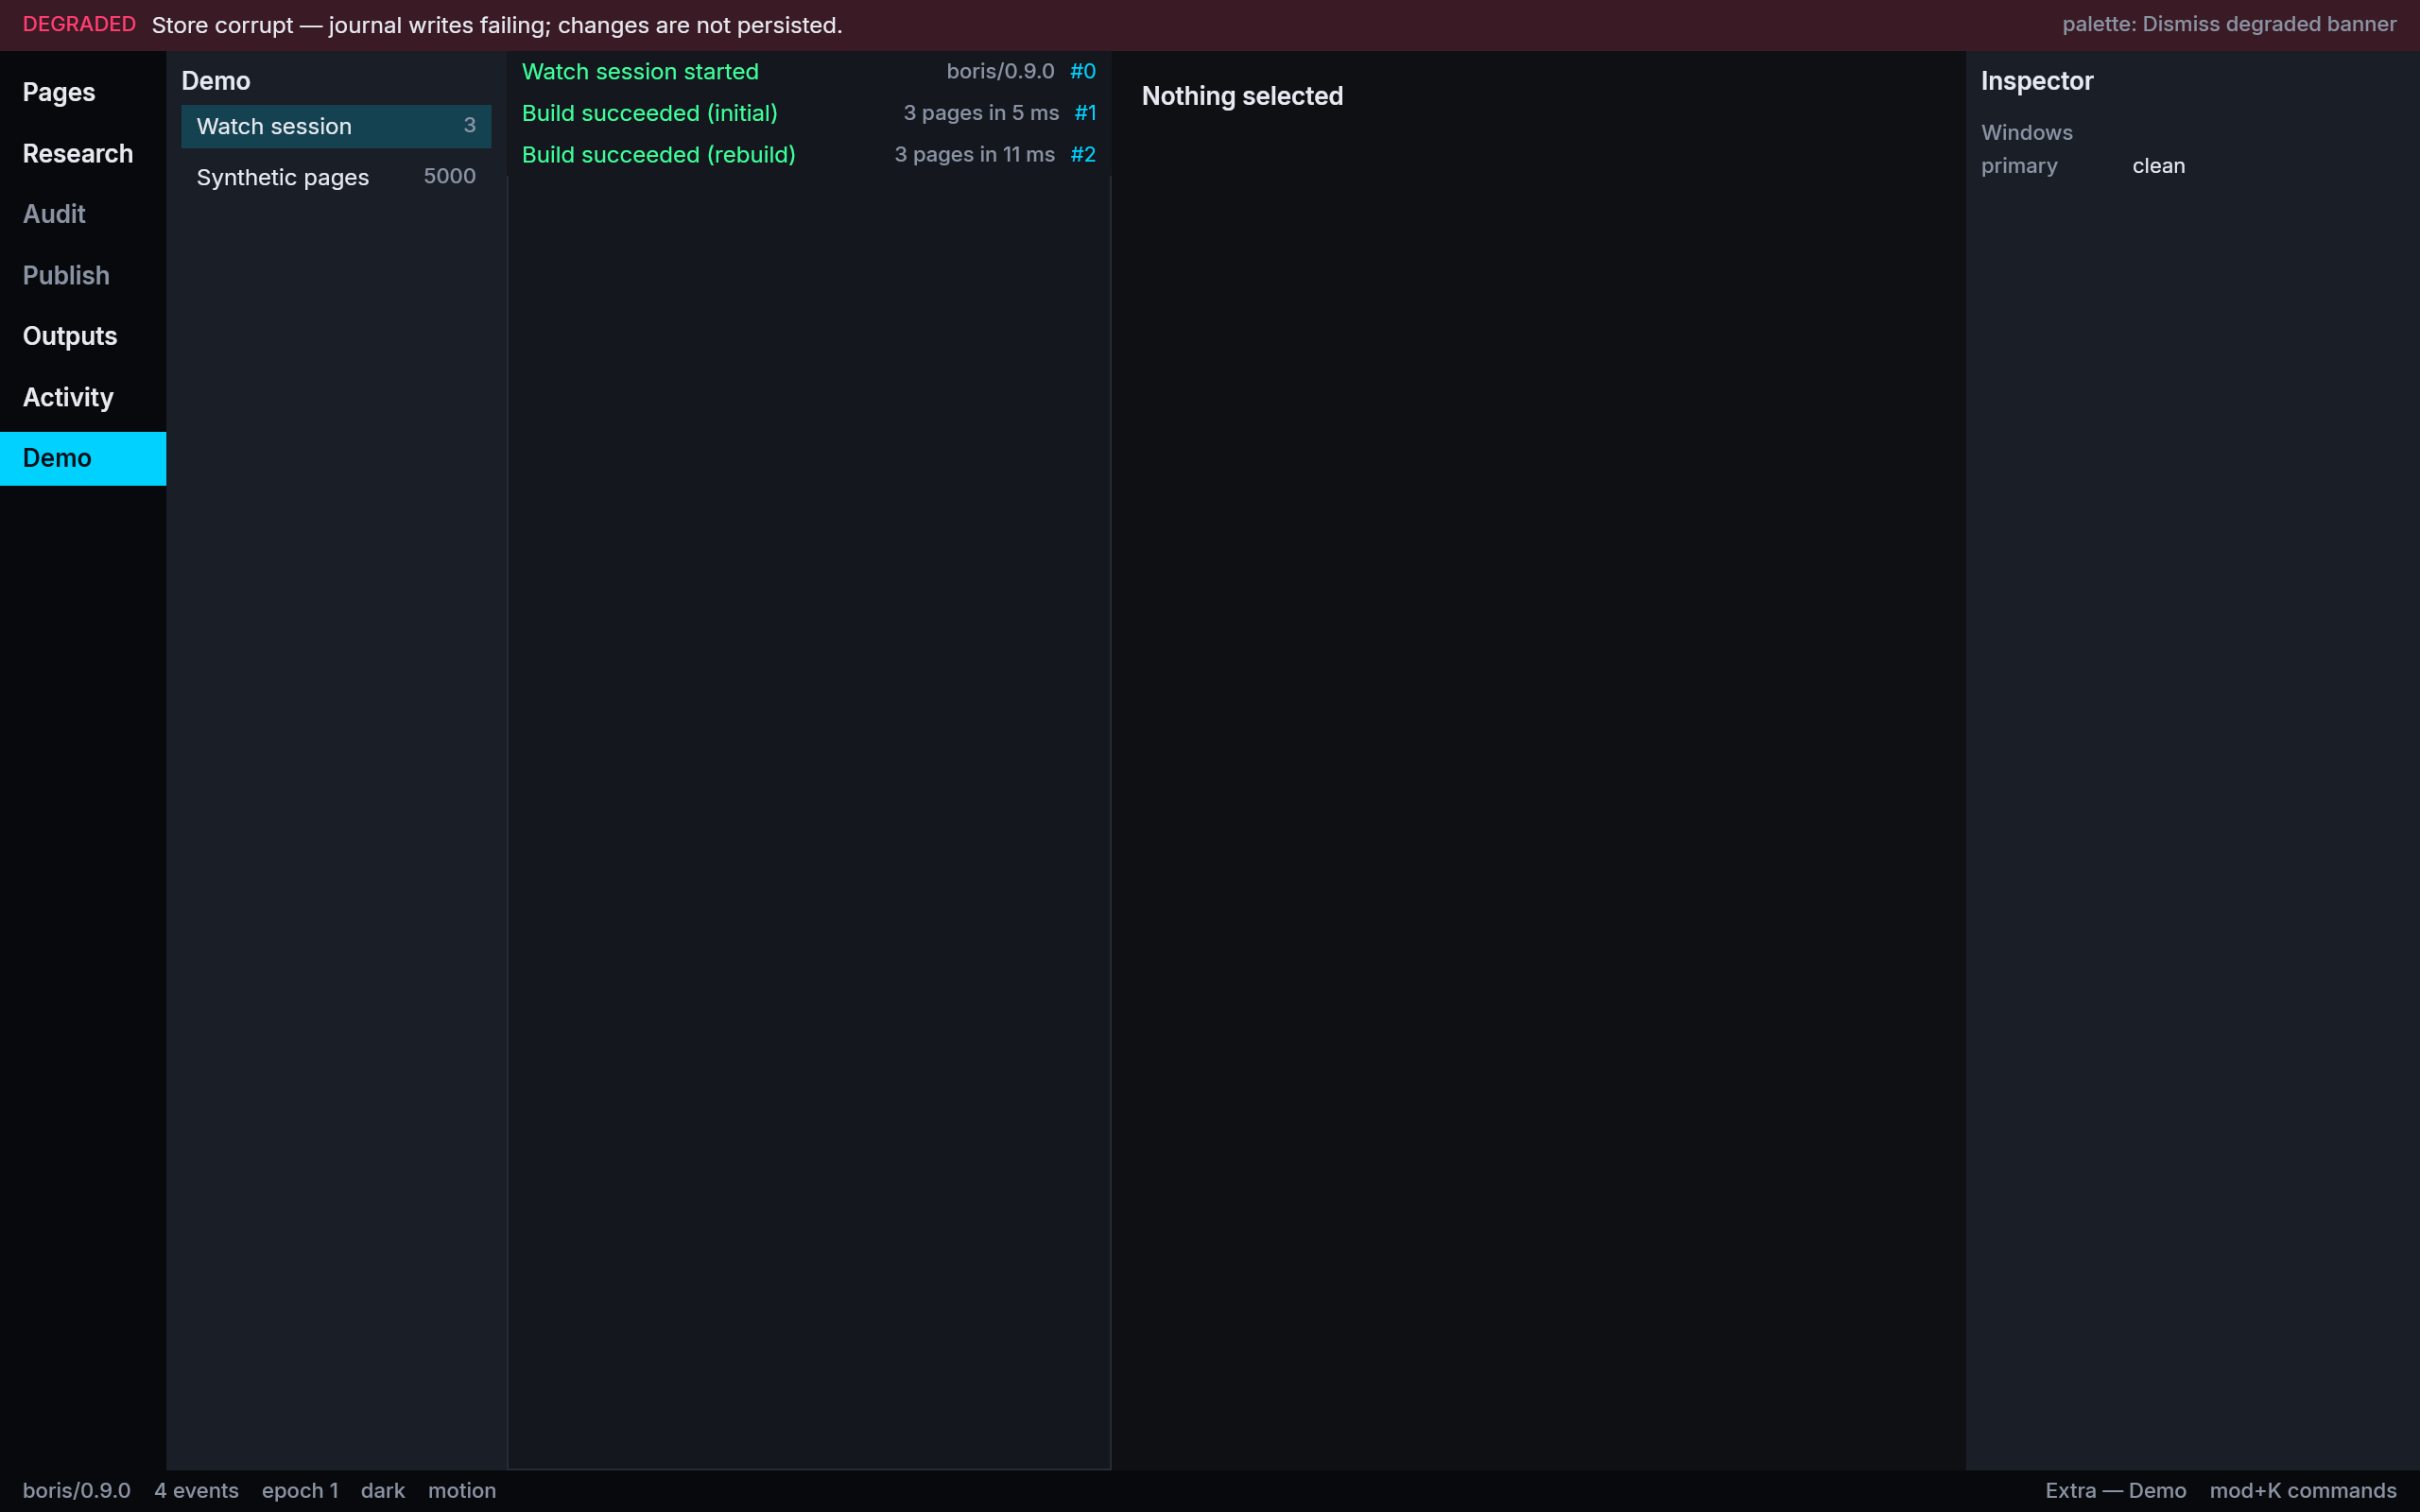 DEGRADED Store corrupt — journal writes failing; changes are not persisted. palette: Dismiss degraded banner
Pages
Research
Audit
Publish
Outputs
Activity
Demo
Demo
Watch session 3
Synthetic pages 5000
Watch session started boris/0.9.0 #0
Build succeeded (initial) 3 pages in 5 ms #1
Build succeeded (rebuild) 3 pages in 11 ms #2
Nothing selected
Inspector
Windows
primary clean
boris/0.9.0 4 events epoch 1 dark motion Extra — Demo mod+K commands